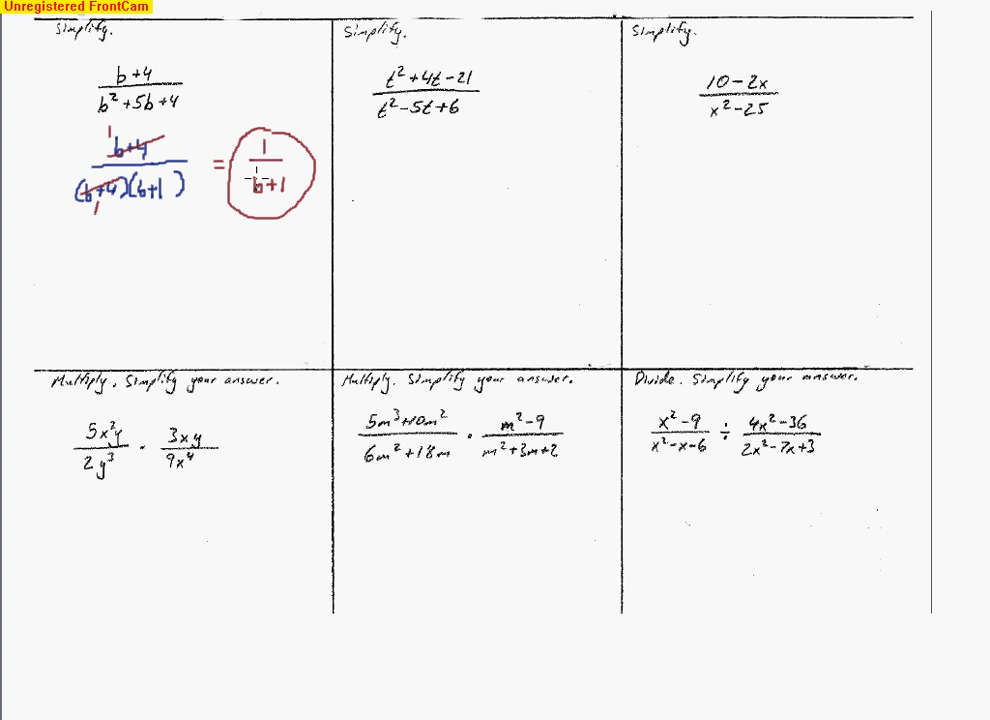 Unregistered FrontCam
Simplify.
b+4
b²+5b+4
1
b+4
(b+4)(b+1)
1
=
1
b+1
Simplify.
t²+4t-21
t²-5t+6
Simplify.
10-2x
x²-25
Multiply. Simplify your answer.
5x²y · 3xy
2y³ 9x⁴
Multiply. Simplify your answer.
5m³+10m² · m²-9
6m²+18m m²+3m+2
Divide. Simplify your answer.
x²-9 ÷ 4x²-36
x²-x-6 2x²-7x+3